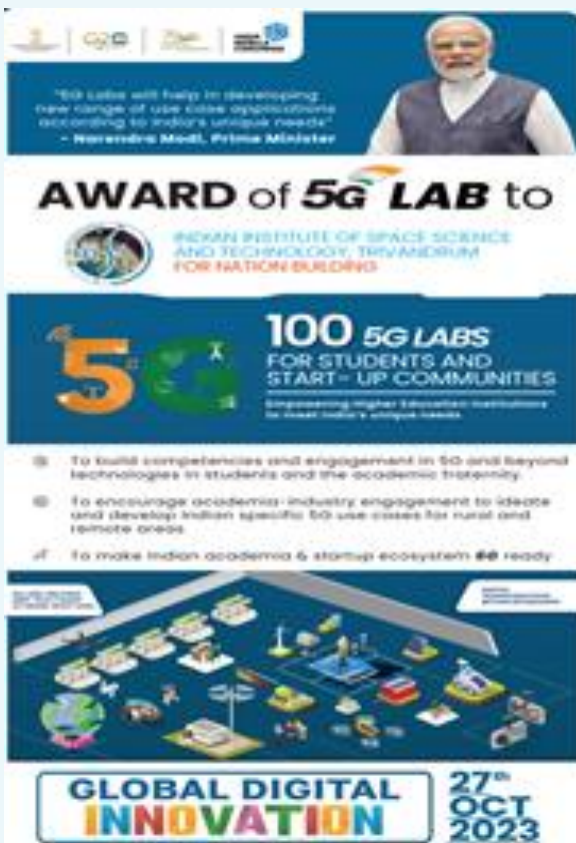 G20
INDIA
MOBILE
CONGRESS
"5G Labs will help in developing
new range of use case applications
according to India's unique needs"
- Narendra Modi, Prime Minister
AWARD of 5G LAB to
INDIAN INSTITUTE OF SPACE SCIENCE
AND TECHNOLOGY, TRIVANDRUM
FOR NATION BUILDING
5G
100 5G LABS
FOR STUDENTS AND
START- UP COMMUNITIES
Empowering Higher Education Institutions
to meet India's unique needs
To build competencies and engagement in 5G and beyond
technologies in students and the academic fraternity
To encourage academia-industry engagement to ideate
and develop Indian specific 5G use cases for rural and
remote areas
To make Indian academia & startup ecosystem 6G ready
GLOBAL DIGITAL
INNOVATION
27th
OCT
2023